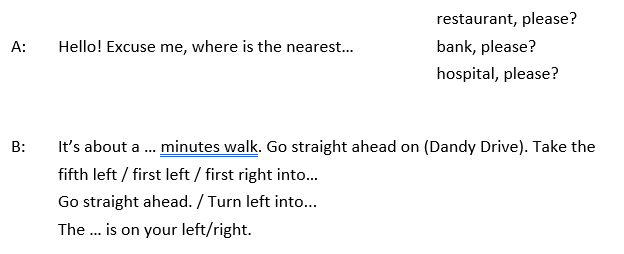 restaurant, please?
A: Hello! Excuse me, where is the nearest... bank, please?
hospital, please?
B: It’s about a ... minutes walk. Go straight ahead on (Dandy Drive). Take the
fifth left / first left / first right into...
Go straight ahead. / Turn left into...
The ... is on your left/right.